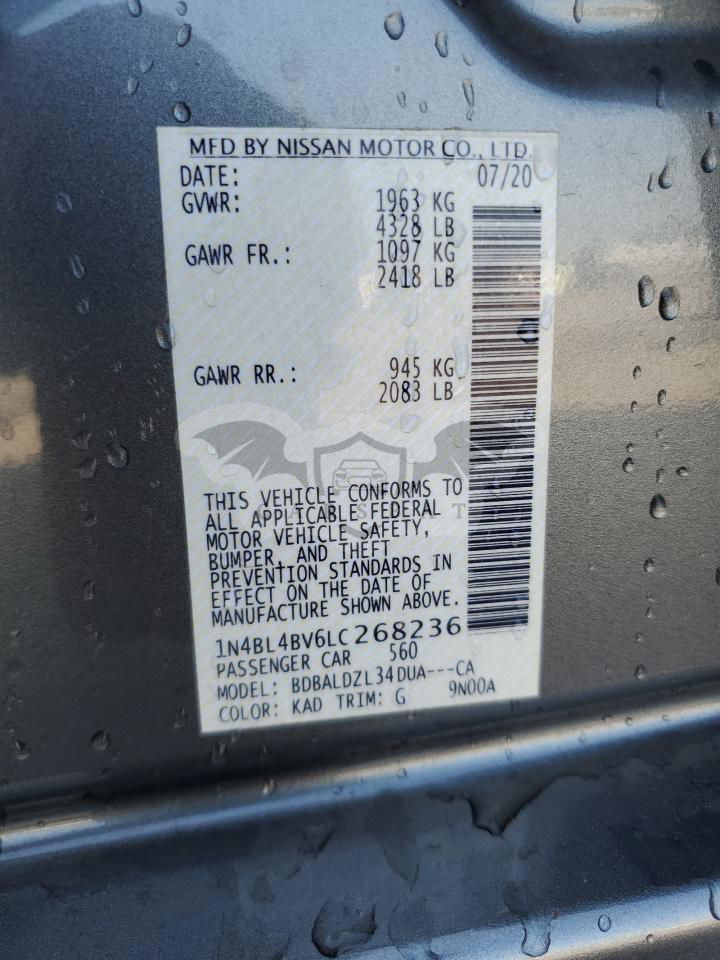 MFD BY NISSAN MOTOR CO., LTD.
DATE: 07/20
GVWR: 1963 KG
4328 LB
GAWR FR.: 1097 KG
2418 LB
GAWR RR.: 945 KG
2083 LB
THIS VEHICLE CONFORMS TO
ALL APPLICABLE FEDERAL
MOTOR VEHICLE SAFETY,
BUMPER, AND THEFT
PREVENTION STANDARDS IN
EFFECT ON THE DATE OF
MANUFACTURE SHOWN ABOVE.
1N4BL4BV6LC268236
PASSENGER CAR 560
MODEL: BDBALDZL34DUA---CA
COLOR: KAD TRIM: G 9N00A